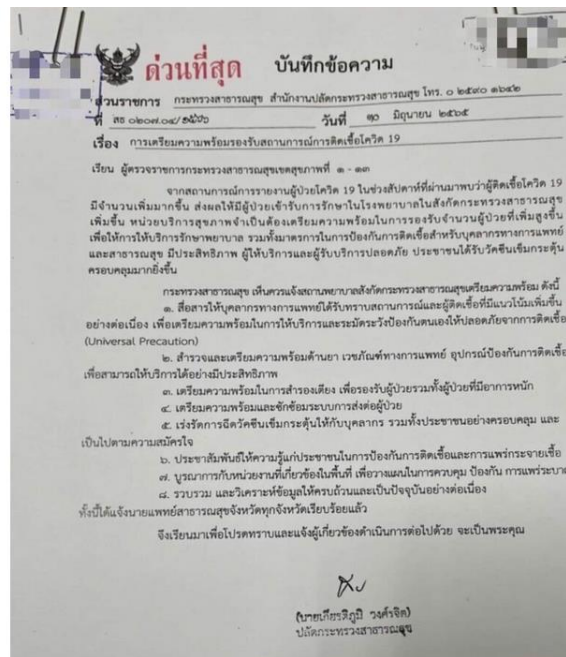 ด่วนที่สุด บันทึกข้อความ
ส่วนราชการ กระทรวงสาธารณสุข สำนักงานปลัดกระทรวงสาธารณสุข โทร. ๐ ๒๕๙๐ ๑๖๔๒
ที่ สธ ๐๒๐๗.๐๔/ วันที่ ๓๐ มิถุนายน ๒๕๖๕
เรื่อง การเตรียมความพร้อมรองรับสถานการณ์การติดเชื้อโควิด 19
เรียน ผู้ตรวจราชการกระทรวงสาธารณสุขเขตสุขภาพที่ ๑ - ๑๓
จากสถานการณ์การรายงานผู้ป่วยโควิด 19 ในช่วงสัปดาห์ที่ผ่านมาพบว่าผู้ติดเชื้อโควิด 19
มีจำนวนเพิ่มมากขึ้น ส่งผลให้มีผู้ป่วยเข้ารับการรักษาในโรงพยาบาลในสังกัดกระทรวงสาธารณสุข
เพิ่มขึ้น หน่วยบริการสุขภาพจำเป็นต้องเตรียมความพร้อมในการรองรับจำนวนผู้ป่วยที่เพิ่มสูงขึ้น
เพื่อให้การให้บริการรักษาพยาบาล รวมทั้งมาตรการในการป้องกันการติดเชื้อสำหรับบุคลากรทางการแพทย์
และสาธารณสุข มีประสิทธิภาพ ผู้ให้บริการและผู้รับบริการปลอดภัย ประชาชนได้รับวัคซีนเข็มกระตุ้น
ครอบคลุมมากยิ่งขึ้น
กระทรวงสาธารณสุข เห็นควรแจ้งสถานพยาบาลสังกัดกระทรวงสาธารณสุขเตรียมความพร้อม ดังนี้
๑. สื่อสารให้บุคลากรทางการแพทย์ได้รับทราบสถานการณ์และผู้ติดเชื้อที่มีแนวโน้มเพิ่มขึ้น
อย่างต่อเนื่อง เพื่อเตรียมความพร้อมในการให้บริการและระมัดระวังป้องกันตนเองให้ปลอดภัยจากการติดเชื้อ
(Universal Precaution)
๒. สำรวจและเตรียมความพร้อมด้านยา เวชภัณฑ์ทางการแพทย์ อุปกรณ์ป้องกันการติดเชื้อ
เพื่อสามารถให้บริการได้อย่างมีประสิทธิภาพ
๓. เตรียมความพร้อมในการสำรองเตียง เพื่อรองรับผู้ป่วยรวมทั้งผู้ป่วยที่มีอาการหนัก
๔. เตรียมความพร้อมและซักซ้อมระบบการส่งต่อผู้ป่วย
๕. เร่งรัดการฉีดวัคซีนเข็มกระตุ้นให้กับบุคลากร รวมทั้งประชาชนอย่างครอบคลุม และ
เป็นไปตามความสมัครใจ
๖. ประชาสัมพันธ์ให้ความรู้แก่ประชาชนในการป้องกันการติดเชื้อและการแพร่กระจายเชื้อ
๗. บูรณาการกับหน่วยงานที่เกี่ยวข้องในพื้นที่ เพื่อวางแผนในการควบคุม ป้องกัน การแพร่ระบาด
๘. รวบรวม และวิเคราะห์ข้อมูลให้ครบถ้วนและเป็นปัจจุบันอย่างต่อเนื่อง
ทั้งนี้ได้แจ้งนายแพทย์สาธารณสุขจังหวัดทุกจังหวัดเรียบร้อยแล้ว
จึงเรียนมาเพื่อโปรดทราบและแจ้งผู้เกี่ยวข้องดำเนินการต่อไปด้วย จะเป็นพระคุณ
(นายเกียรติภูมิ วงศ์รจิต)
ปลัดกระทรวงสาธารณสุข